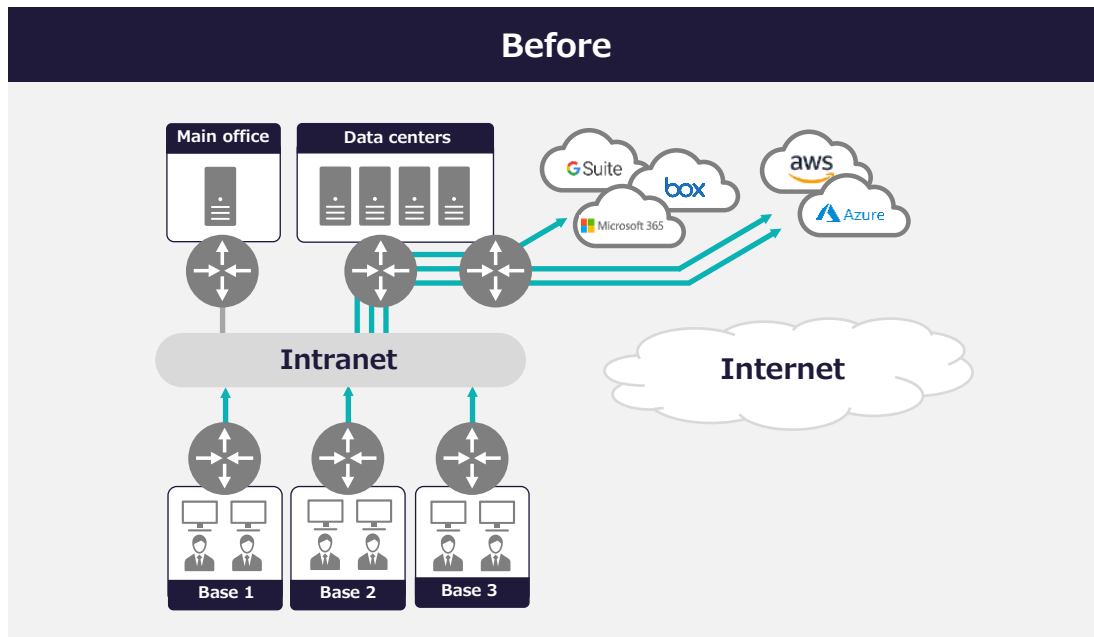 Before
Main office
Data centers
G Suite
box
Microsoft 365
aws
Azure
Intranet
Internet
Base 1
Base 2
Base 3